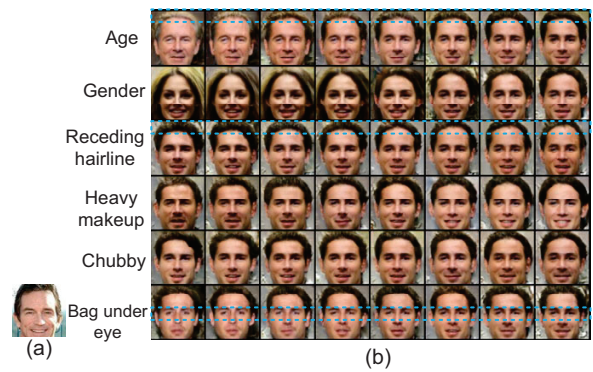 Age
Gender
Receding
hairline
Heavy
makeup
Chubby
Bag under
eye
(a)
(b)